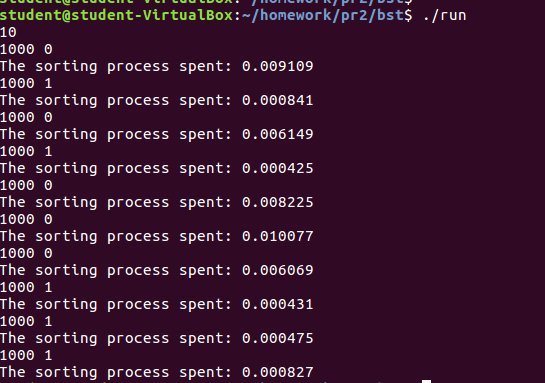 student@student-VirtualBox:~/homework/pr2/bst$
student@student-VirtualBox:~/homework/pr2/bst$ ./run
10
1000 0
The sorting process spent: 0.009109
1000 1
The sorting process spent: 0.000841
1000 0
The sorting process spent: 0.006149
1000 1
The sorting process spent: 0.000425
1000 0
The sorting process spent: 0.008225
1000 0
The sorting process spent: 0.010077
1000 0
The sorting process spent: 0.006069
1000 1
The sorting process spent: 0.000431
1000 1
The sorting process spent: 0.000475
1000 1
The sorting process spent: 0.000827